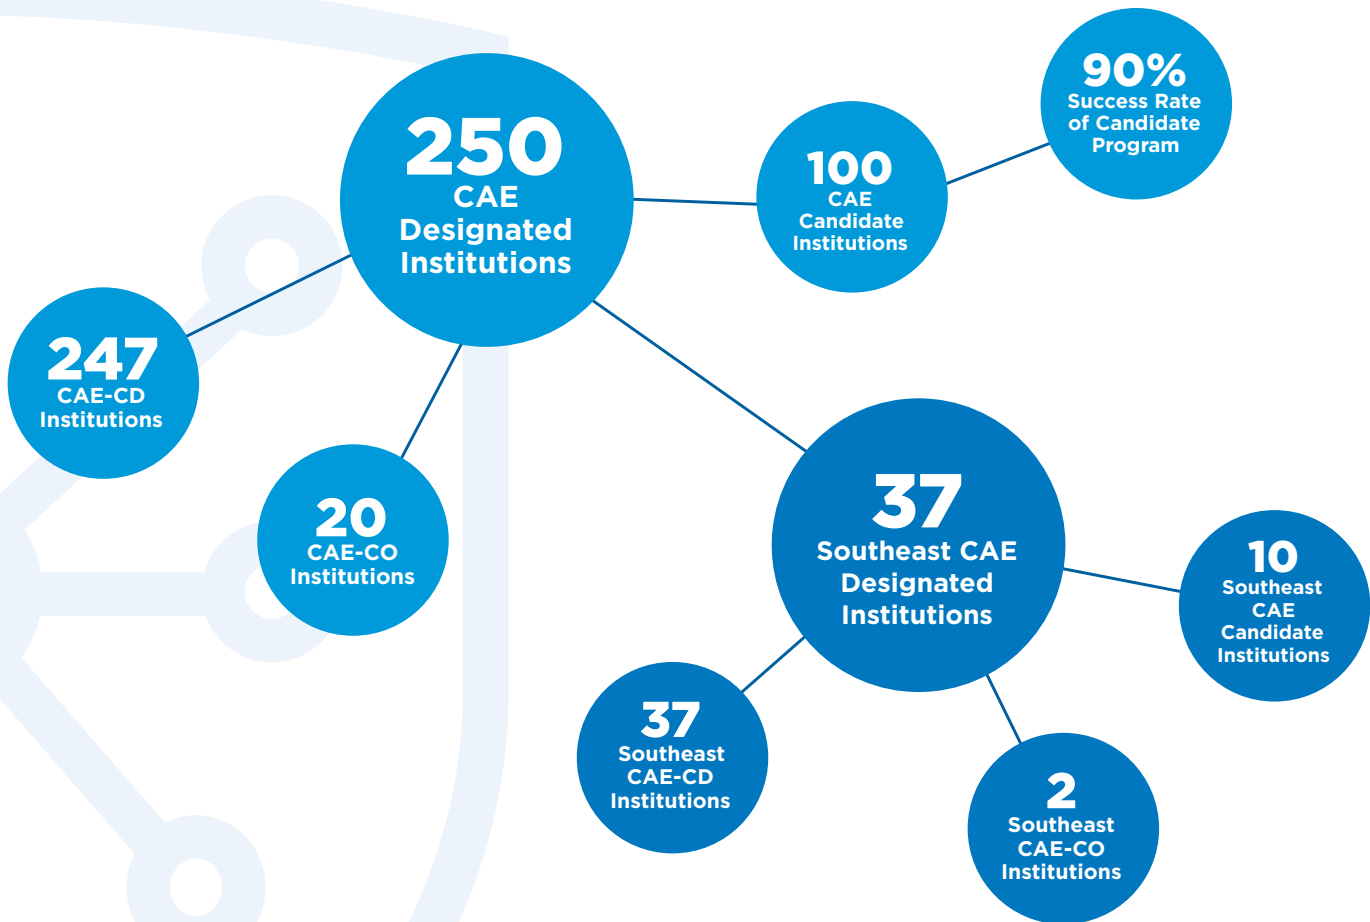 250
CAE
Designated
Institutions
100
CAE
Candidate
Institutions
90%
Success Rate
of Candidate
Program
247
CAE-CD
Institutions
20
CAE-CO
Institutions
37
Southeast CAE
Designated
Institutions
10
Southeast
CAE
Candidate
Institutions
37
Southeast
CAE-CD
Institutions
2
Southeast
CAE-CO
Institutions